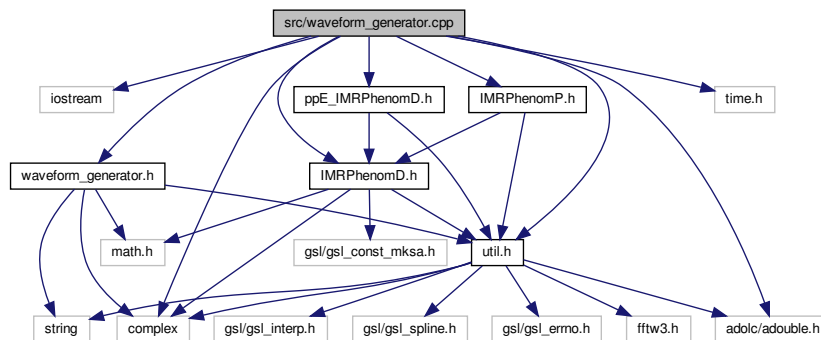 src/waveform_generator.cpp
iostream
ppE_IMRPhenomD.h
IMRPhenomP.h
time.h
waveform_generator.h
IMRPhenomD.h
math.h
gsl/gsl_const_mksa.h
util.h
string
complex
gsl/gsl_interp.h
gsl/gsl_spline.h
gsl/gsl_errno.h
fftw3.h
adolc/adouble.h